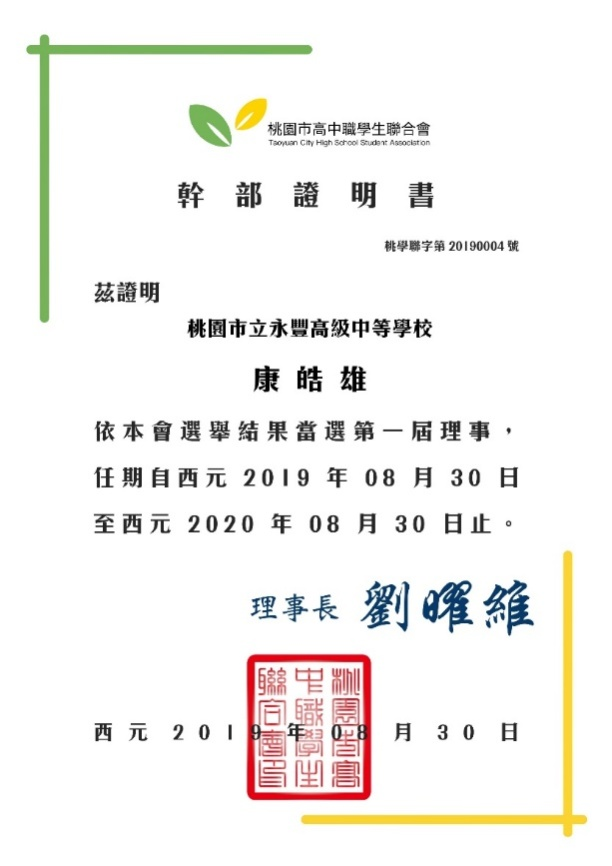 桃園市高中職學生聯合會
Taoyuan City High School Student Association
幹部證明書
桃學聯字第 20190004 號
茲證明
桃園市立永豐高級中等學校
康皓雄
依本會選舉結果當選第一屆理事，
任期自西元 2019 年 08 月 30 日
至西元 2020 年 08 月 30 日止。
理事長 劉曜維
桃園市高中職學生聯合會印
西元 2019 年 08 月 30 日